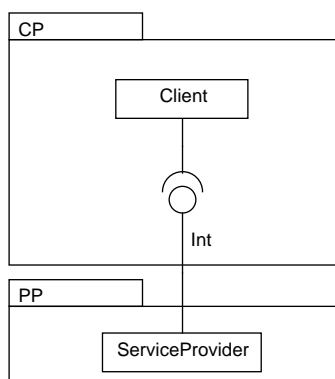 CP
Client
Int
PP
ServiceProvider